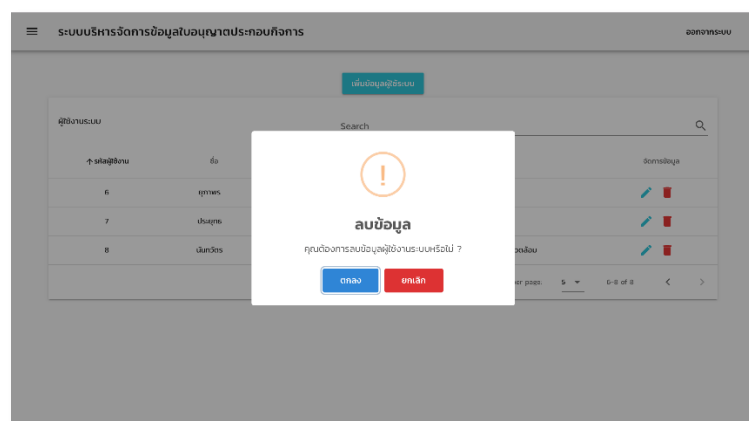 ระบบบริหารจัดการข้อมูลใบอนุญาตประกอบกิจการ
ออกจากระบบ
เพิ่มข้อมูลผู้ใช้ระบบ
ผู้ใช้งานระบบ
Search
รหัสผู้ใช้งาน ชื่อ จัดการข้อมูล
6 ยุภาพร
7 ประยุทธ
8 นันทวัตร
ลบข้อมูล
คุณต้องการลบข้อมูลผู้ใช้งานระบบหรือไม่ ?
ตกลง ยกเลิก
er page: 5 6-8 of 8